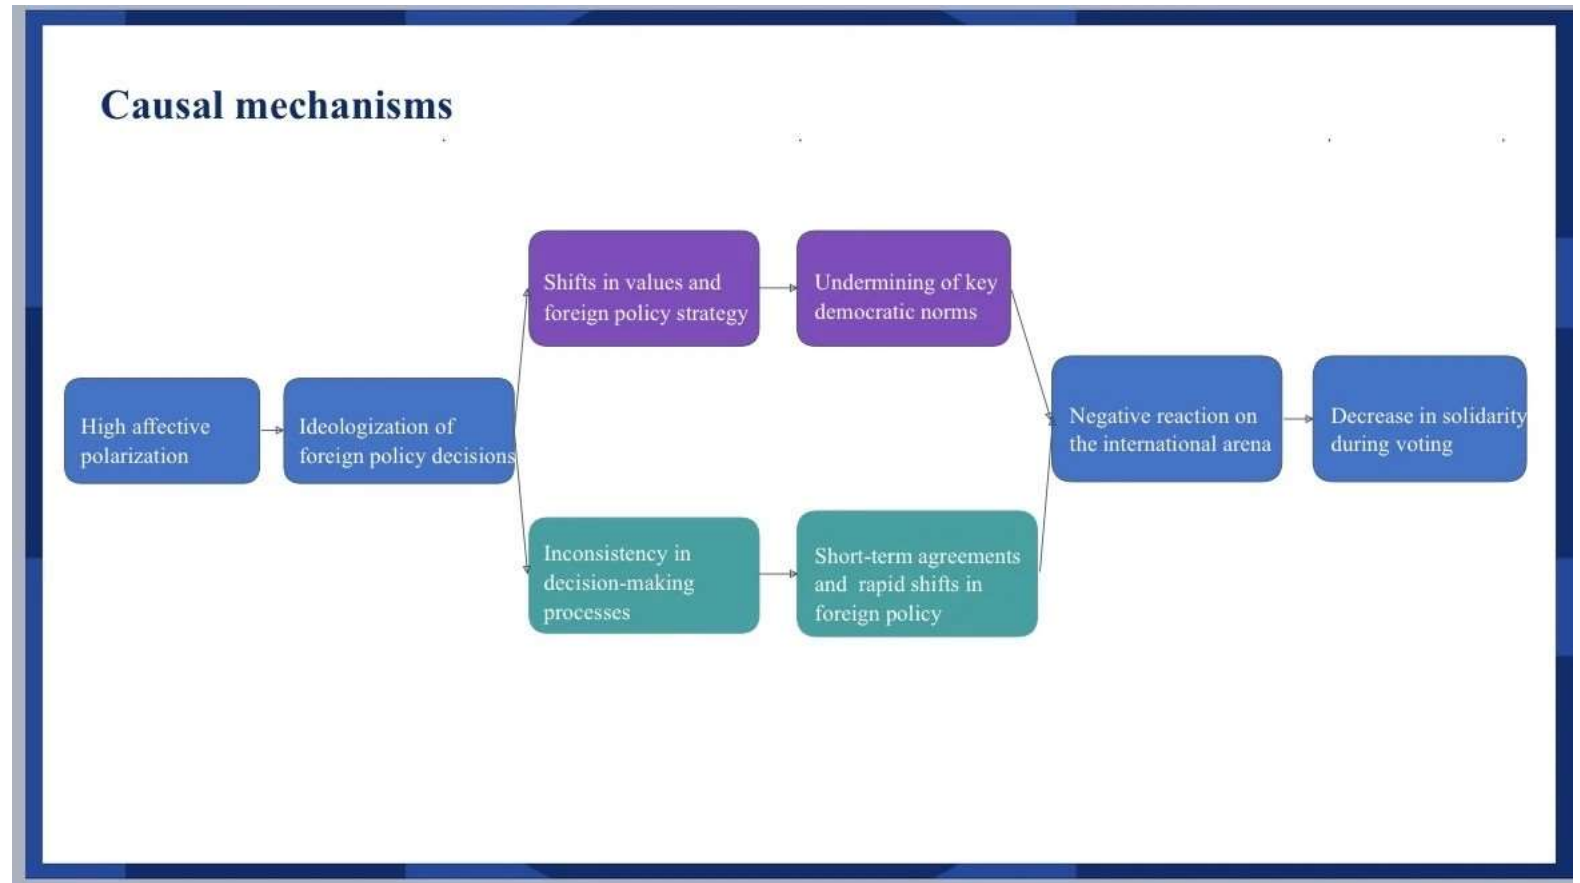 Causal mechanisms
Shifts in values and
foreign policy strategy
Undermining of key
democratic norms
High affective
polarization
Ideologization of
foreign policy decisions
Negative reaction on
the international arena
Decrease in solidarity
during voting
Inconsistency in
decision-making
processes
Short-term agreements
and  rapid shifts in
foreign policy